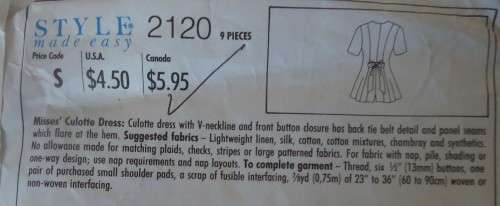 STYLE® 2120 9 PIECES
made easy
Price Code U.S.A. Canada
S $4.50 $5.95
Misses' Culotte Dress: Culotte dress with V-neckline and front button closure has back tie belt detail and panel seams
which flare at the hem. Suggested fabrics - Lightweight linen, silk, cotton, cotton mixtures, chambray and synthetics.
No allowance made for matching plaids, checks, stripes or large patterned fabrics. For fabric with nap, pile, shading or
one-way design; use nap requirements and nap layouts. To complete garment - Thread, six ½" (13mm) buttons, one
pair of purchased small shoulder pads, a scrap of fusible interfacing, (0,75m) of 23" to 36" (60 to 90cm) woven or
non-woven interfacing.